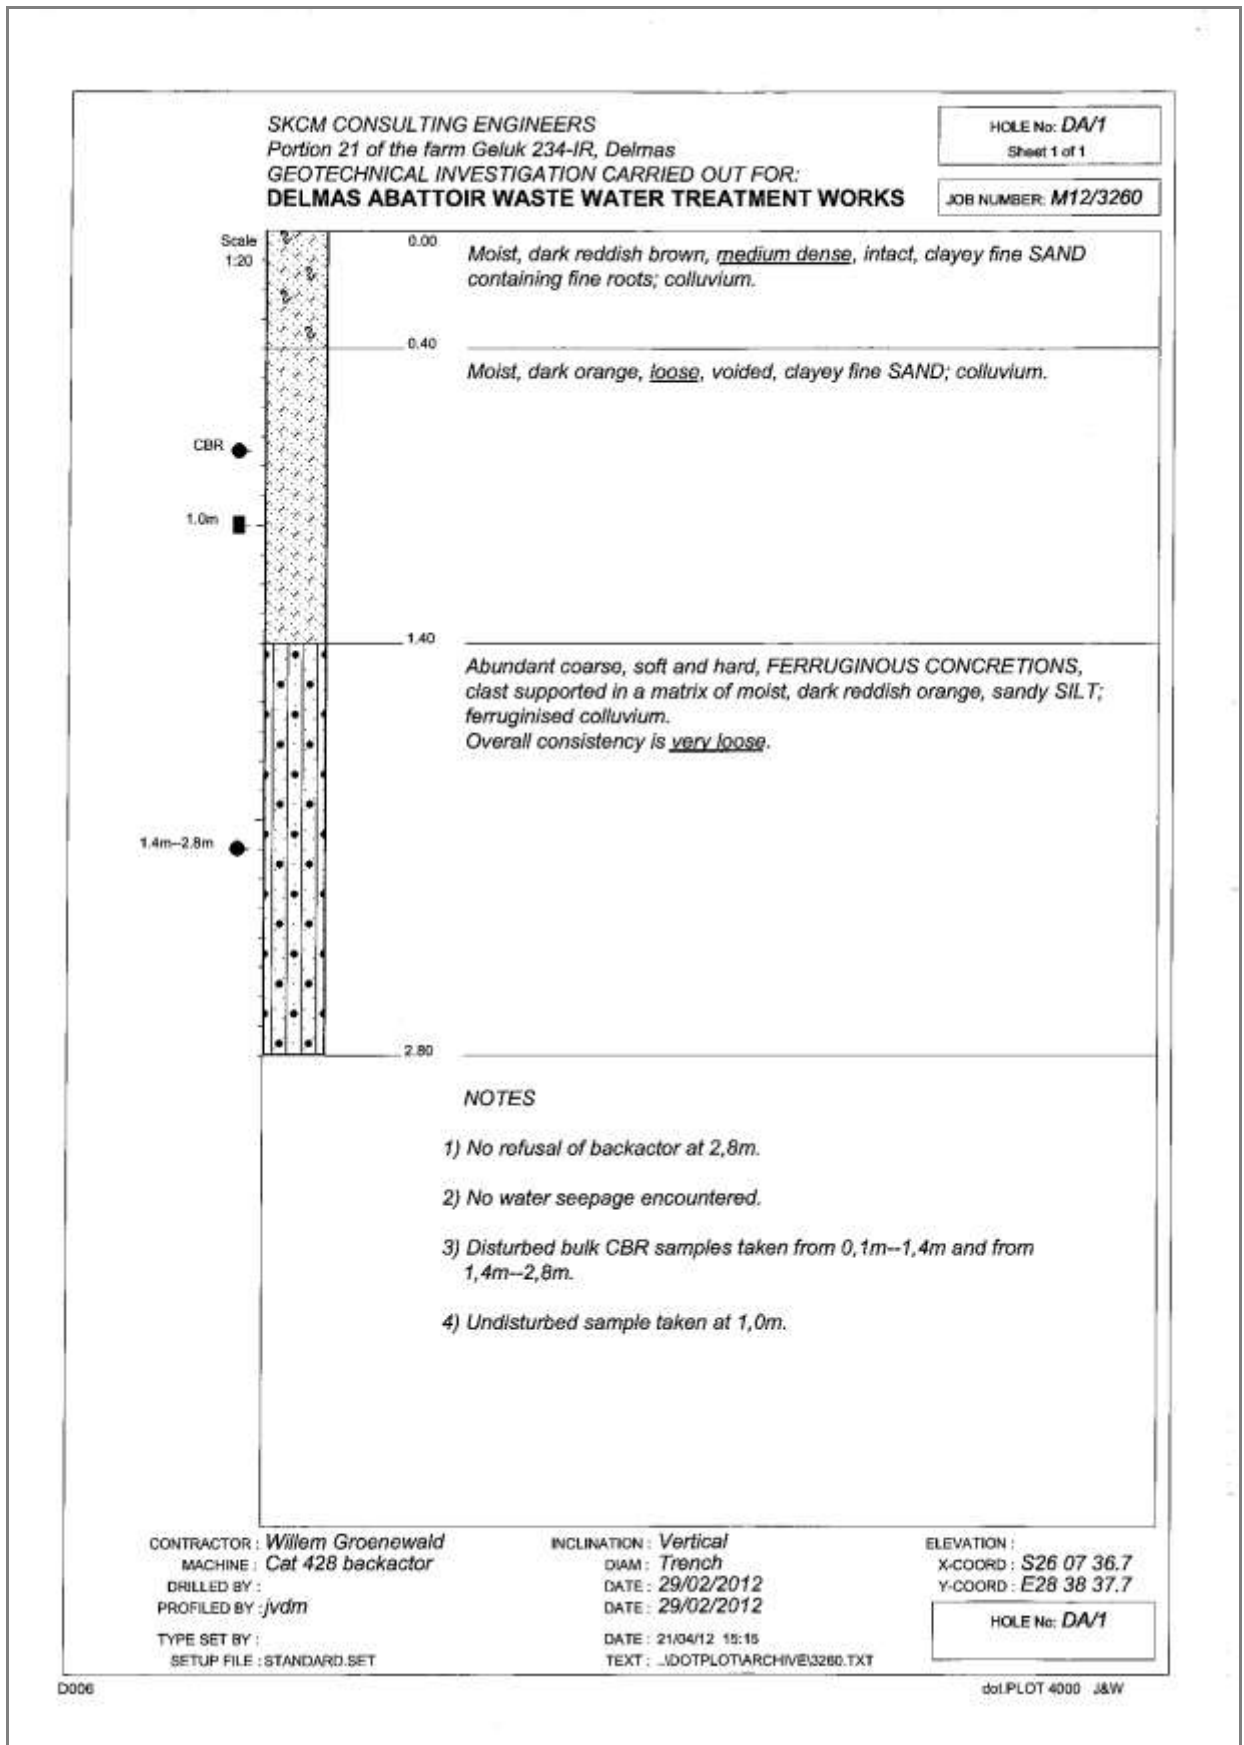 SKCM CONSULTING ENGINEERS
Portion 21 of the farm Geluk 234-IR, Delmas
GEOTECHNICAL INVESTIGATION CARRIED OUT FOR:
DELMAS ABATTOIR WASTE WATER TREATMENT WORKS
HOLE No: DA/1
Sheet 1 of 1
JOB NUMBER: M12/3260
Scale
1:20
0.00
Moist, dark reddish brown, medium dense, intact, clayey fine SAND
containing fine roots; colluvium.
0.40
Moist, dark orange, loose, voided, clayey fine SAND; colluvium.
CBR
1.0m
1.40
Abundant coarse, soft and hard, FERRUGINOUS CONCRETIONS,
clast supported in a matrix of moist, dark reddish orange, sandy SILT;
ferruginised colluvium.
Overall consistency is very loose.
1.4m--2.8m
2.80
NOTES
1) No refusal of backactor at 2,8m.
2) No water seepage encountered.
3) Disturbed bulk CBR samples taken from 0,1m--1,4m and from
1,4m--2,8m.
4) Undisturbed sample taken at 1,0m.
CONTRACTOR : Willem Groenewald
MACHINE : Cat 428 backactor
DRILLED BY :
PROFILED BY : jvdm
TYPE SET BY :
SETUP FILE : STANDARD.SET
INCLINATION : Vertical
DIAM : Trench
DATE : 29/02/2012
DATE : 29/02/2012
DATE : 21/04/12 15:15
TEXT : ..\DOTPLOT\ARCHIVE\3260.TXT
ELEVATION :
X-COORD : S26 07 36.7
Y-COORD : E28 38 37.7
HOLE No: DA/1
D006
dot.PLOT 4000 J&W